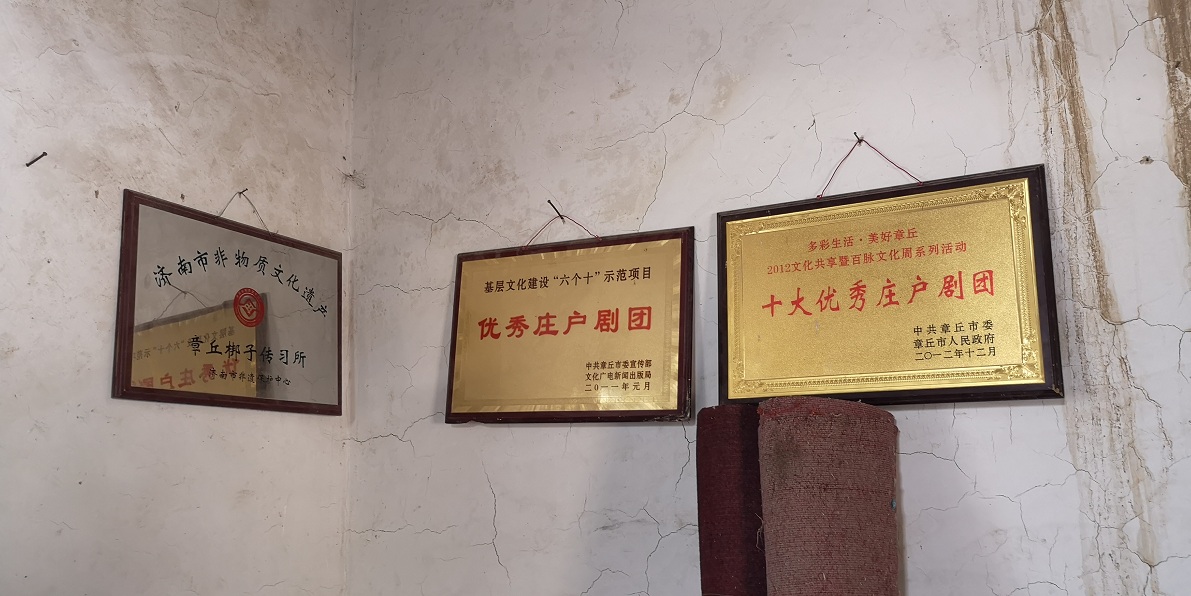 济南市非物质文化遗产
章丘梆子传习所
济南市非遗保护中心
基层文化建设“六个十”示范项目
优秀庄户剧团
中共章丘市委宣传部
文化广电新闻出版局
二〇一一年元月
多彩生活·美好章丘
2012文化共享暨百脉文化周系列活动
十大优秀庄户剧团
中共章丘市委
章丘市人民政府
二〇一二年十二月